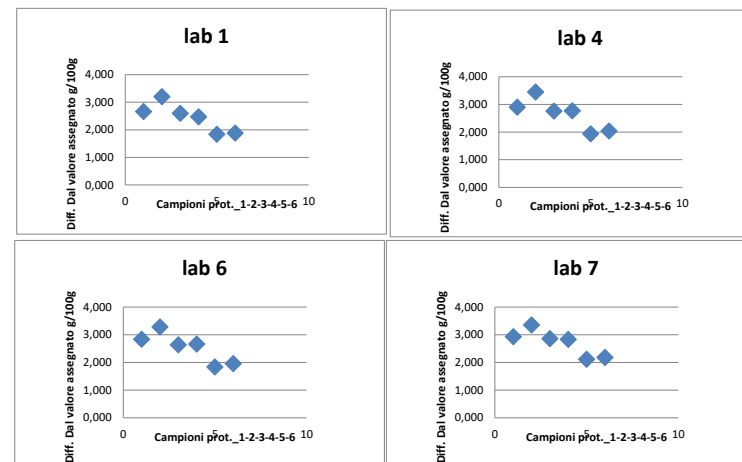 lab 1
Diff. Dal valore assegnato g/100g
4,000
3,000
2,000
1,000
0,000
0
5
10
Campioni prot._1-2-3-4-5-6
lab 4
Diff. Dal valore assegnato g/100g
4,000
3,000
2,000
1,000
0,000
0
5
10
Campioni prot._1-2-3-4-5-6
lab 6
Diff. Dal valore assegnato g/100g
4,000
3,000
2,000
1,000
0,000
0
5
10
Campioni prot._1-2-3-4-5-6
lab 7
Diff. Dal valore assegnato g/100g
4,000
3,000
2,000
1,000
0,000
0
5
10
Campioni prot._1-2-3-4-5-6